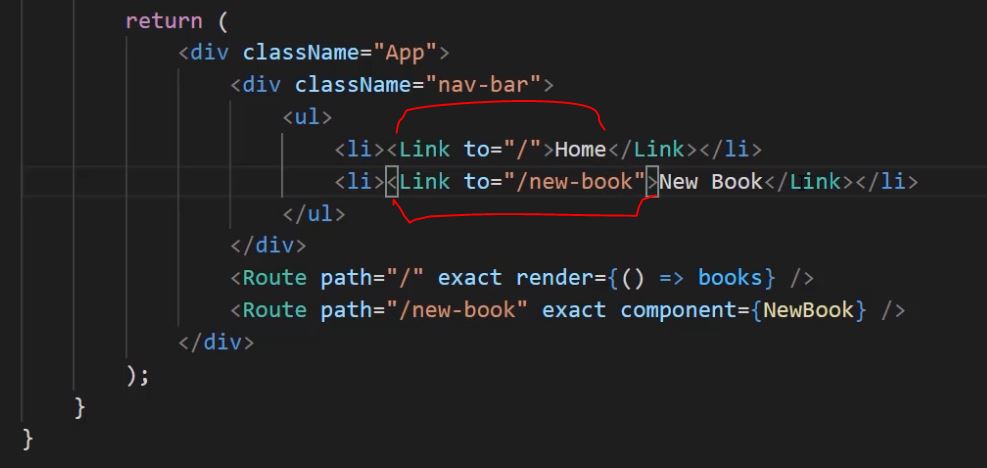 return (
<div className="App">
<div className="nav-bar">
<ul>
<li><Link to="/">Home</Link></li>
<li><Link to="/new-book">New Book</Link></li>
</ul>
</div>
<Route path="/" exact render={() => books} />
<Route path="/new-book" exact component={NewBook} />
</div>
);
}
}